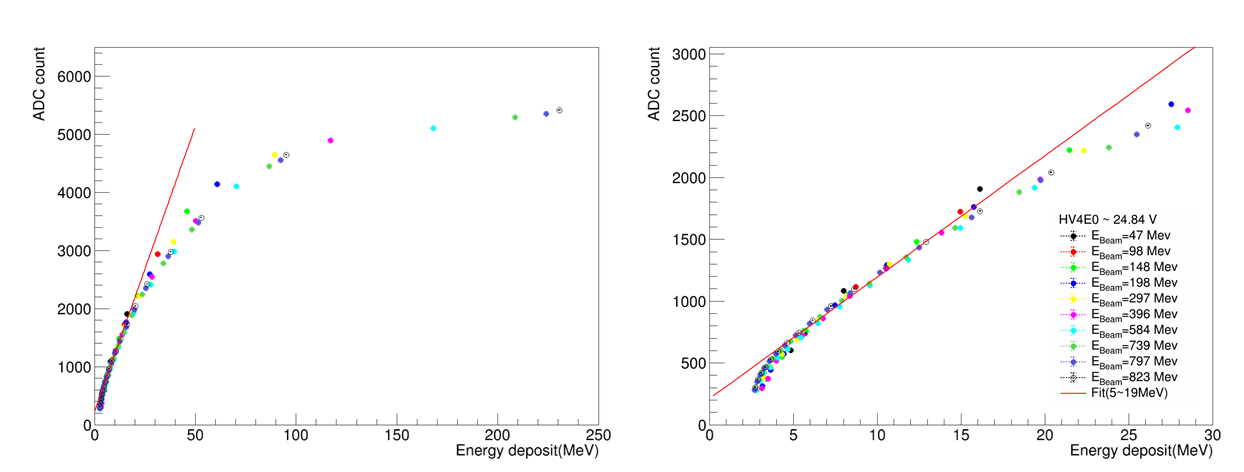 ADC count
6000
5000
4000
3000
2000
1000
0
0 50 100 150 200 250
Energy deposit(MeV)
ADC count
3000
2500
2000
1500
1000
500
0
0 5 10 15 20 25 30
Energy deposit(MeV)
HV4E0 ~ 24.84 V
EBeam=47 Mev
EBeam=98 Mev
EBeam=148 Mev
EBeam=198 Mev
EBeam=297 Mev
EBeam=396 Mev
EBeam=584 Mev
EBeam=739 Mev
EBeam=797 Mev
EBeam=823 Mev
Fit(5~19MeV)